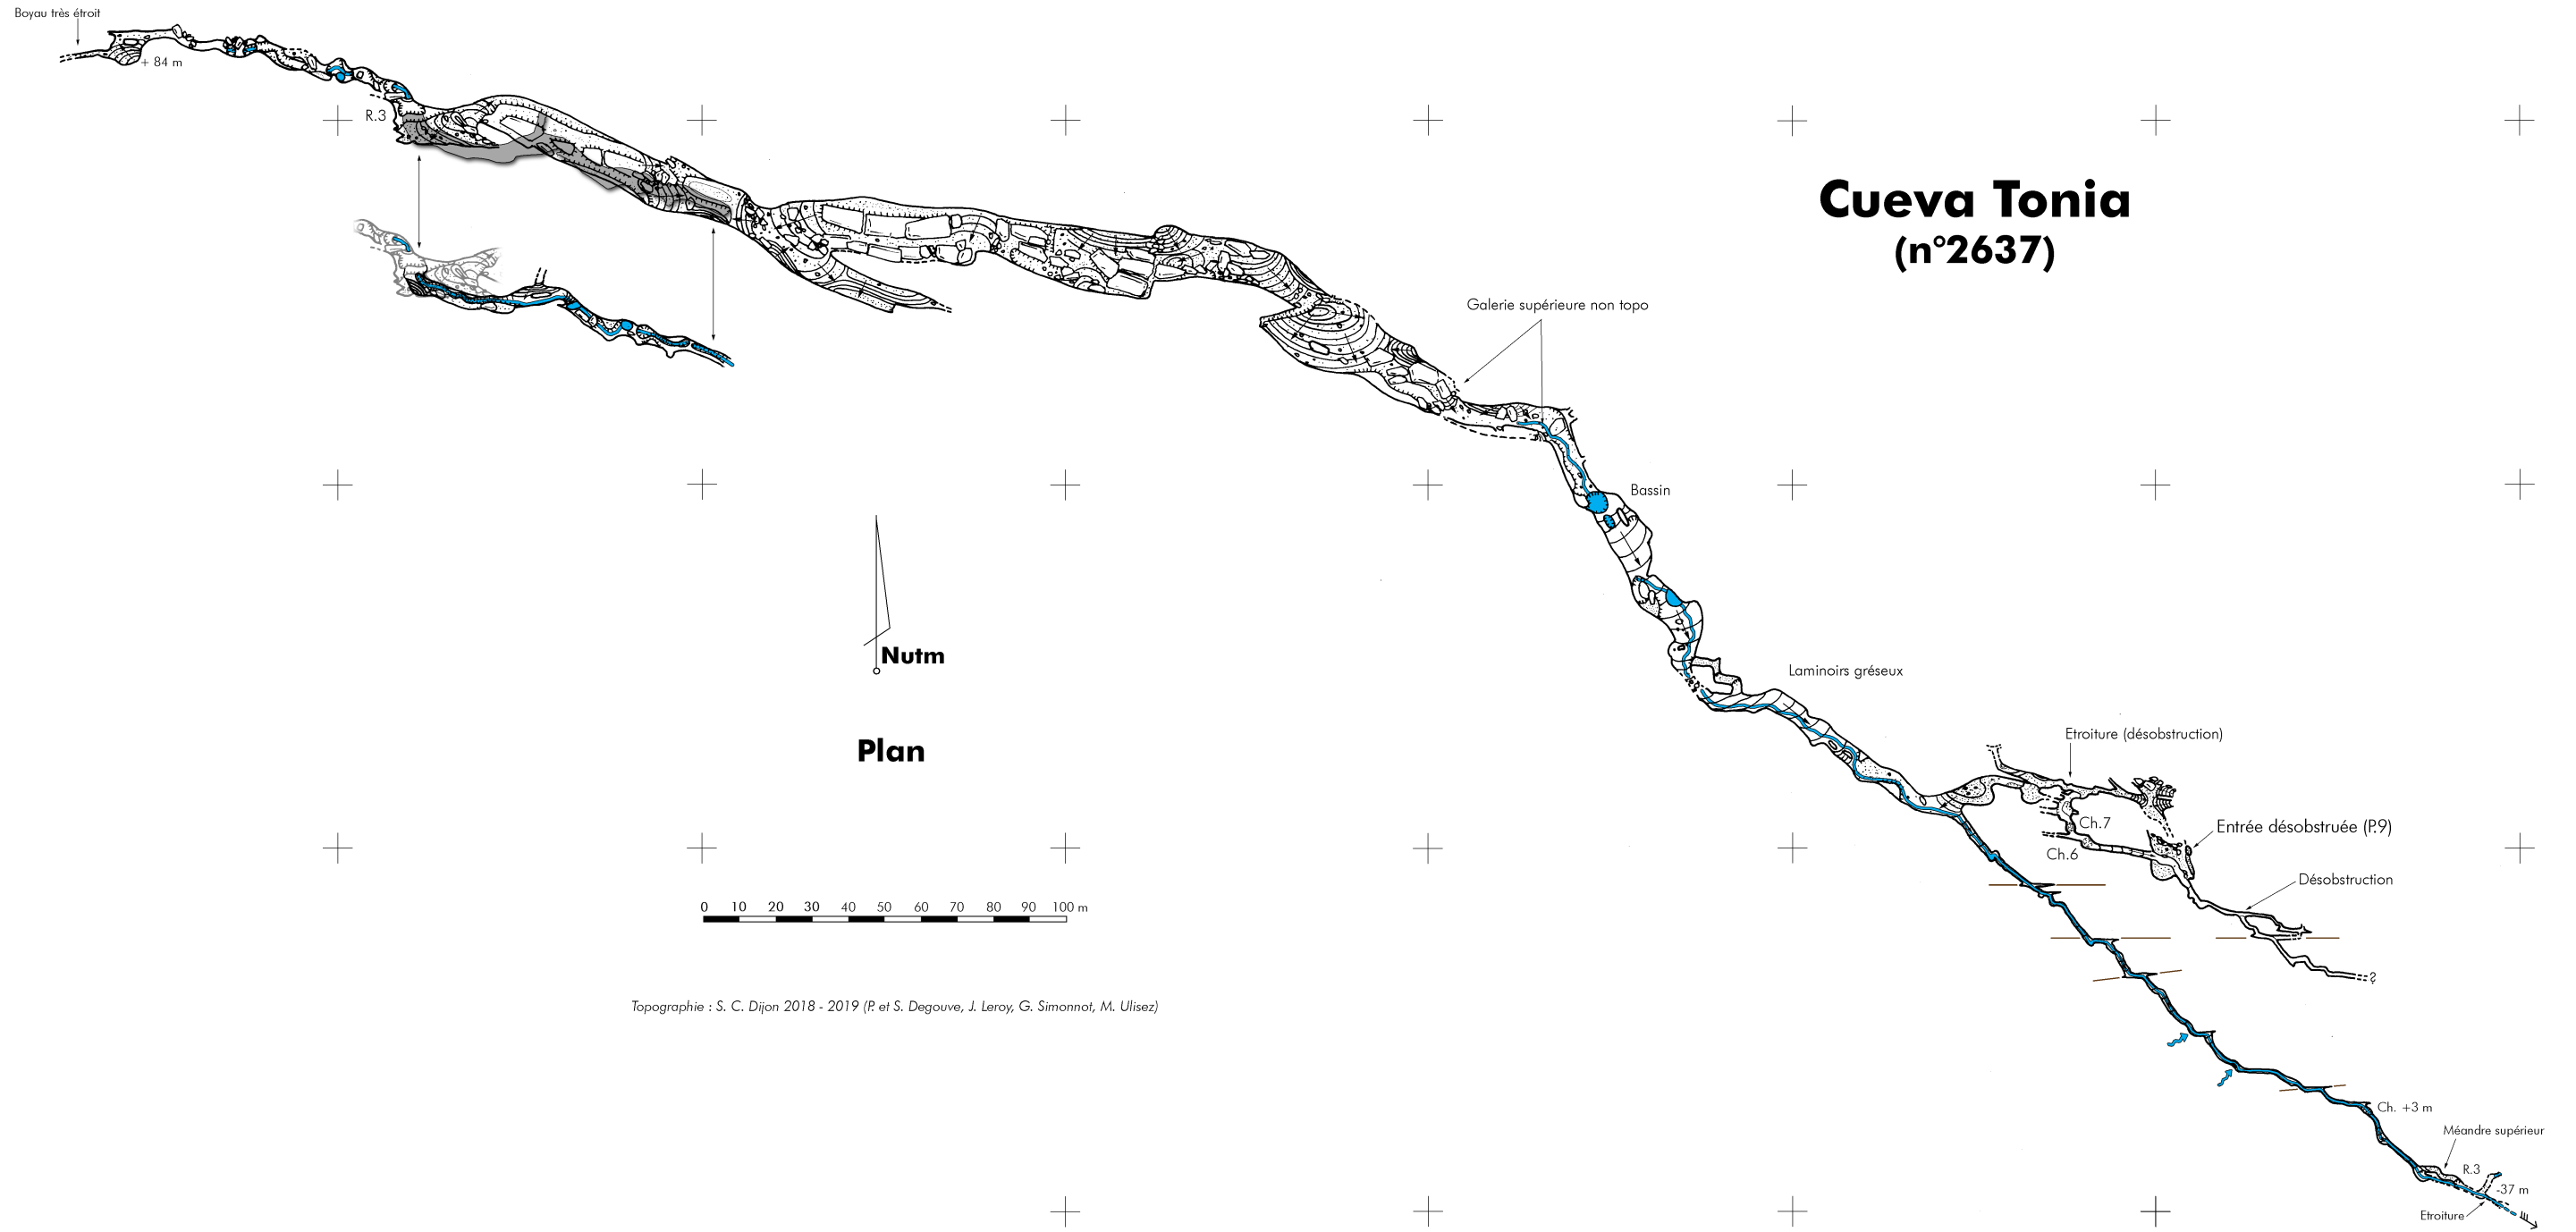 Boyau très étroit
+ 84 m
R.3
Cueva Tonia
(n°2637)
Galerie supérieure non topo
Bassin
Nutm
Laminoirs gréseux
Plan
Etroiture (désobstruction)
Ch.7
Entrée désobstruée (P.9)
Ch.6
Désobstruction
0 10 20 30 40 50 60 70 80 90 100 m
?
Topographie : S. C. Dijon 2018 - 2019 (P. et S. Degouve, J. Leroy, G. Simonnot, M. Ulisez)
Ch. +3 m
Méandre supérieur
R.3
-37 m
Etroiture